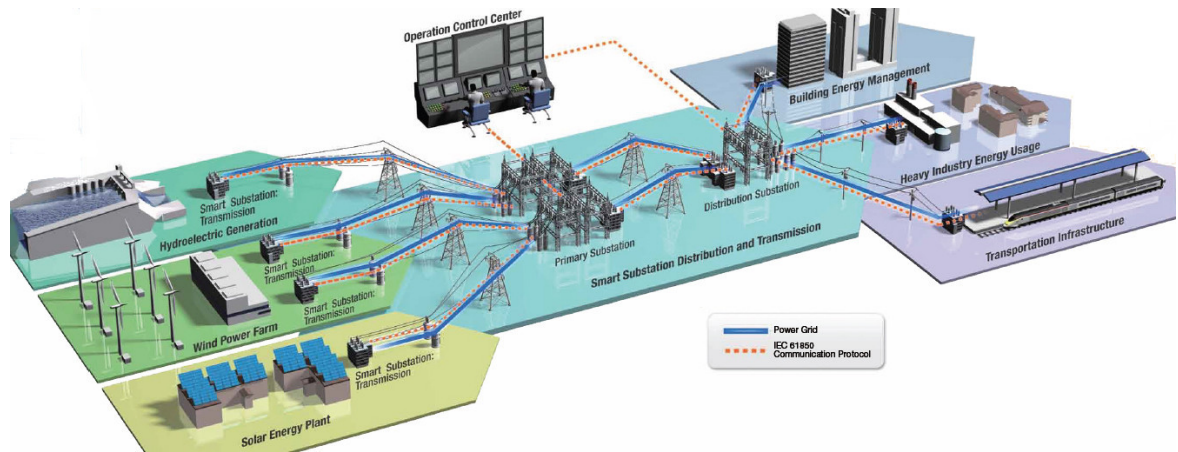 Operation Control Center
Building Energy Management
Heavy Industry Energy Usage
Transportation Infrastructure
Distribution Substation
Primary Substation
Smart Substation Distribution and Transmission
Smart Substation:
Transmission
Hydroelectric Generation
Smart Substation:
Transmission
Smart Substation:
Transmission
Wind Power Farm
Smart Substation:
Transmission
Solar Energy Plant
Power Grid
IEC 61850
Communication Protocol